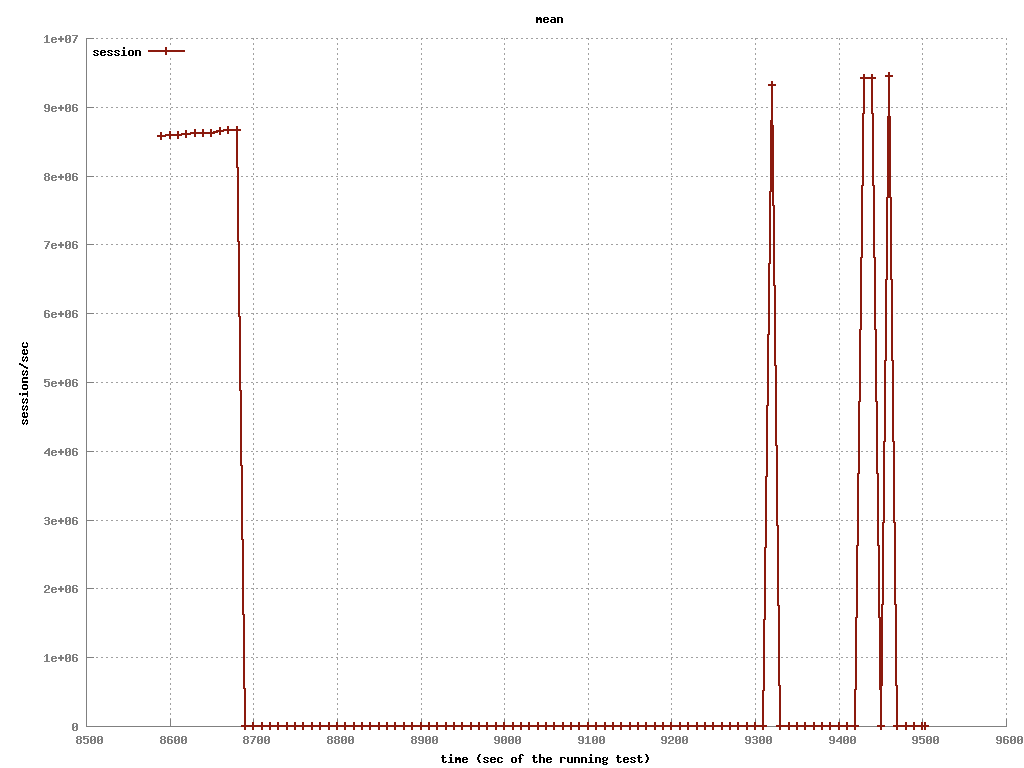 mean
1e+07
session
9e+06
8e+06
7e+06
6e+06
5e+06
4e+06
3e+06
2e+06
1e+06
0
sessions/sec
8500 8600 8700 8800 8900 9000 9100 9200 9300 9400 9500 9600
time (sec of the running test)